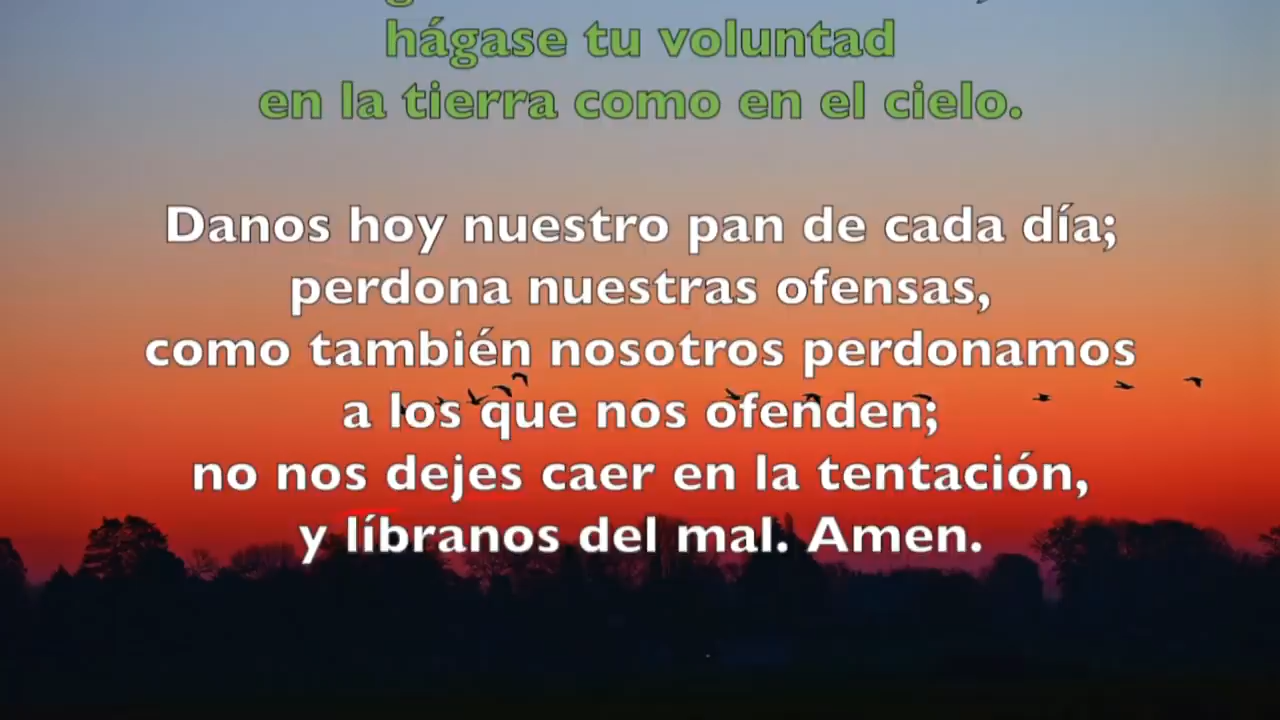 hágase tu voluntad
en la tierra como en el cielo.
Danos hoy nuestro pan de cada día;
perdona nuestras ofensas,
como también nosotros perdonamos
a los que nos ofenden;
no nos dejes caer en la tentación,
y líbranos del mal. Amen.